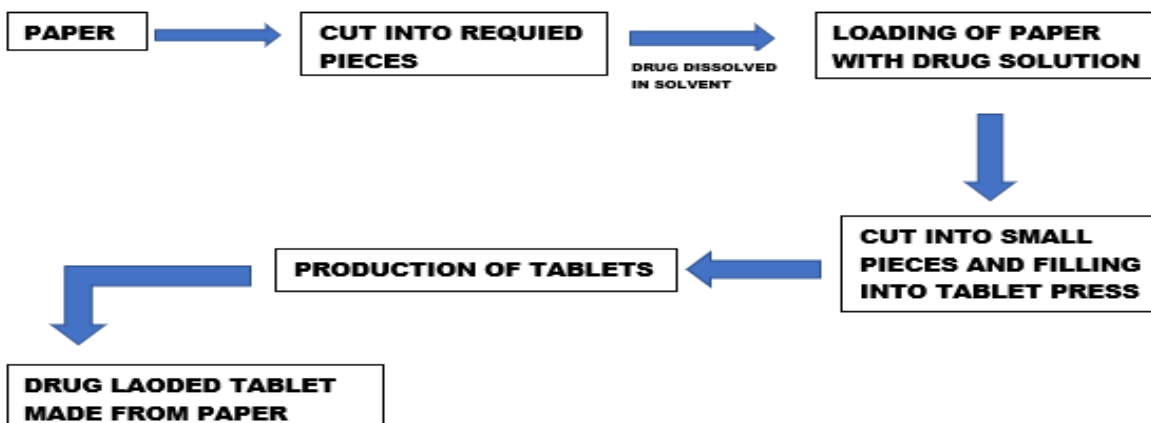 PAPER
CUT INTO REQUIED
PIECES
DRUG DISSOLVED
IN SOLVENT
LOADING OF PAPER
WITH DRUG SOLUTION
CUT INTO SMALL
PIECES AND FILLING
INTO TABLET PRESS
PRODUCTION OF TABLETS
DRUG LAODED TABLET
MADE FROM PAPER